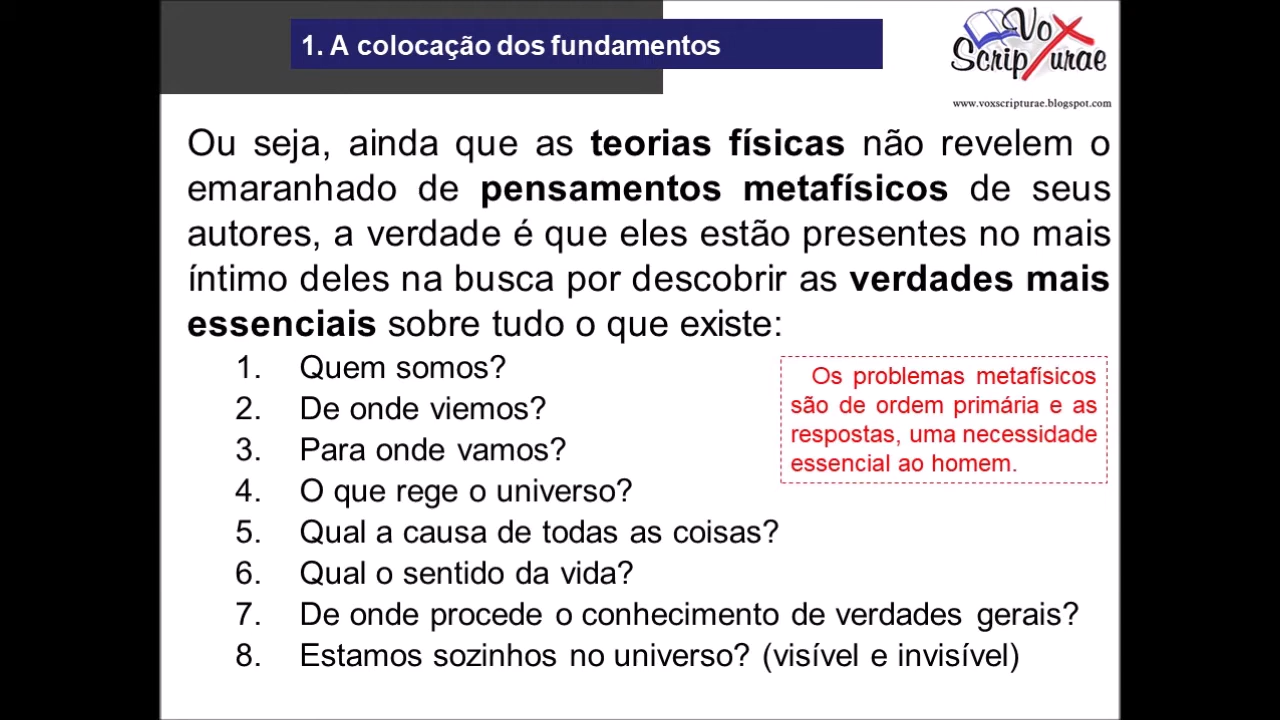 1. A colocação dos fundamentos
Vox
Scripturae
www.voxscripturae.blogspot.com
Ou seja, ainda que as teorias físicas não revelem o
emaranhado de pensamentos metafísicos de seus
autores, a verdade é que eles estão presentes no mais
íntimo deles na busca por descobrir as verdades mais
essenciais sobre tudo o que existe:
1. Quem somos?
2. De onde viemos?
3. Para onde vamos?
4. O que rege o universo?
5. Qual a causa de todas as coisas?
6. Qual o sentido da vida?
7. De onde procede o conhecimento de verdades gerais?
8. Estamos sozinhos no universo? (visível e invisível)
Os problemas metafísicos
são de ordem primária e as
respostas, uma necessidade
essencial ao homem.